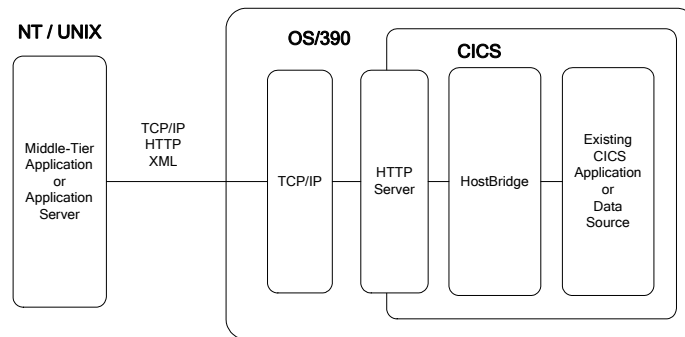 NT / UNIX
OS/390
CICS
Middle-Tier
Application
or
Application
Server
TCP/IP
HTTP
XML
TCP/IP
HTTP
Server
HostBridge
Existing
CICS
Application
or
Data
Source